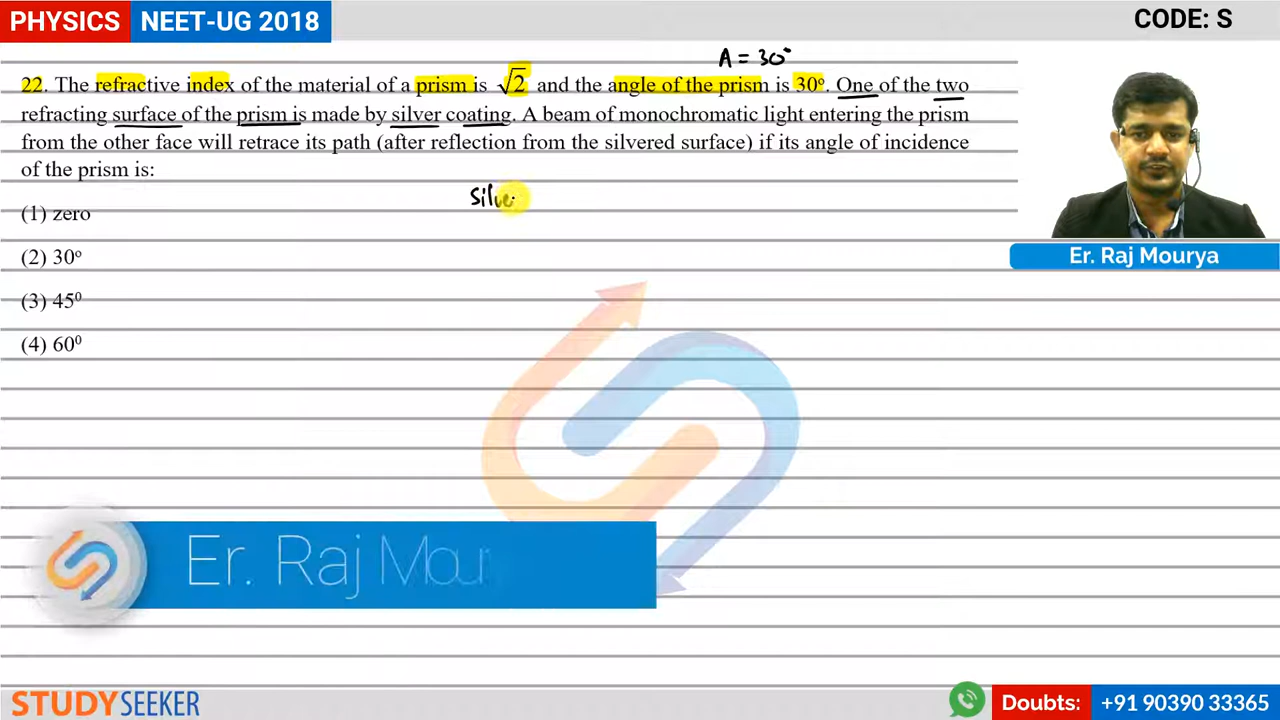 PHYSICS NEET-UG 2018
CODE: S
A = 30°
22. The refractive index of the material of a prism is √2 and the angle of the prism is 30°. One of the two
refracting surface of the prism is made by silver coating. A beam of monochromatic light entering the prism
from the other face will retrace its path (after reflection from the silvered surface) if its angle of incidence
of the prism is:
Silve
(1) zero
(2) 30°
(3) 45⁰
(4) 60⁰
Er. Raj Mourya
Er. Raj Mour
STUDYSEEKER
Doubts: +91 90390 33365